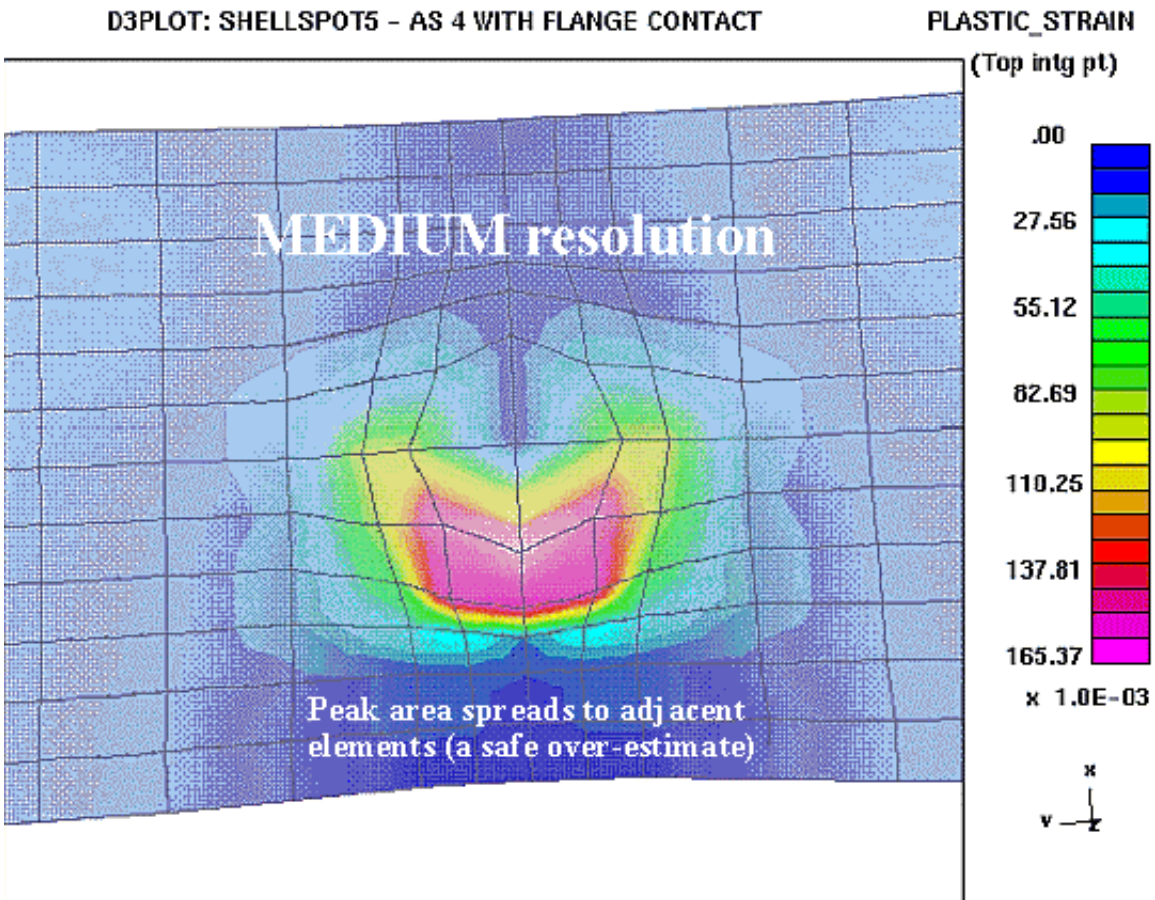 D3PLOT: SHELLSPOT5 - AS 4 WITH FLANGE CONTACT
PLASTIC_STRAIN
(Top intg pt)
.00
27.56
55.12
82.69
110.25
137.81
165.37
x 1.0E-03
MEDIUM resolution
Peak area spreads to adjacent
elements (a safe over-estimate)
X
Y
Z